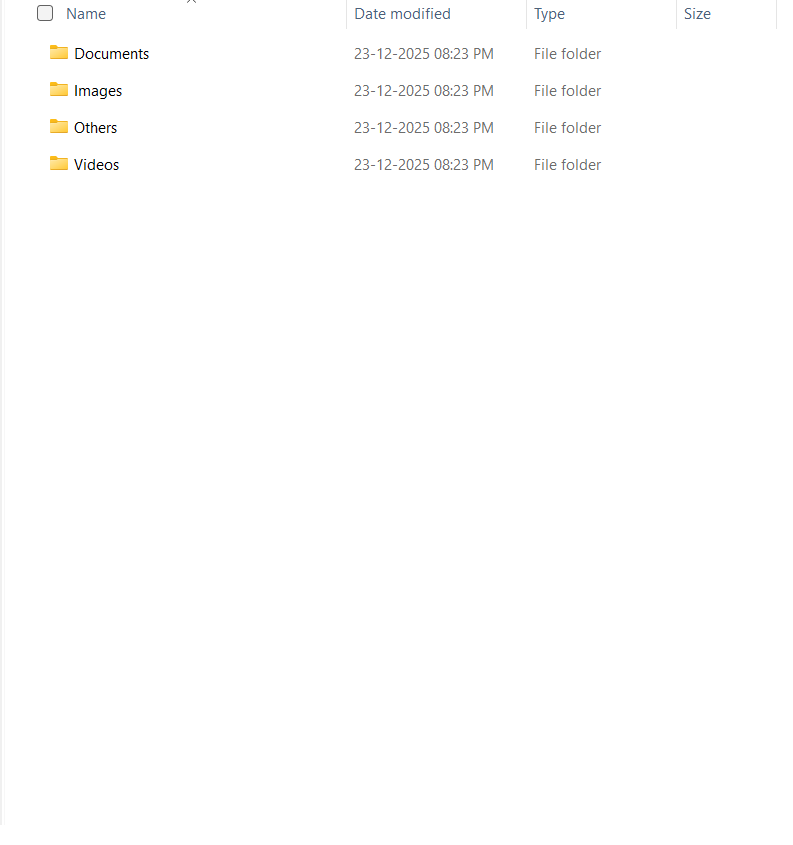 Name Date modified Type Size
Documents 23-12-2025 08:23 PM File folder
Images 23-12-2025 08:23 PM File folder
Others 23-12-2025 08:23 PM File folder
Videos 23-12-2025 08:23 PM File folder